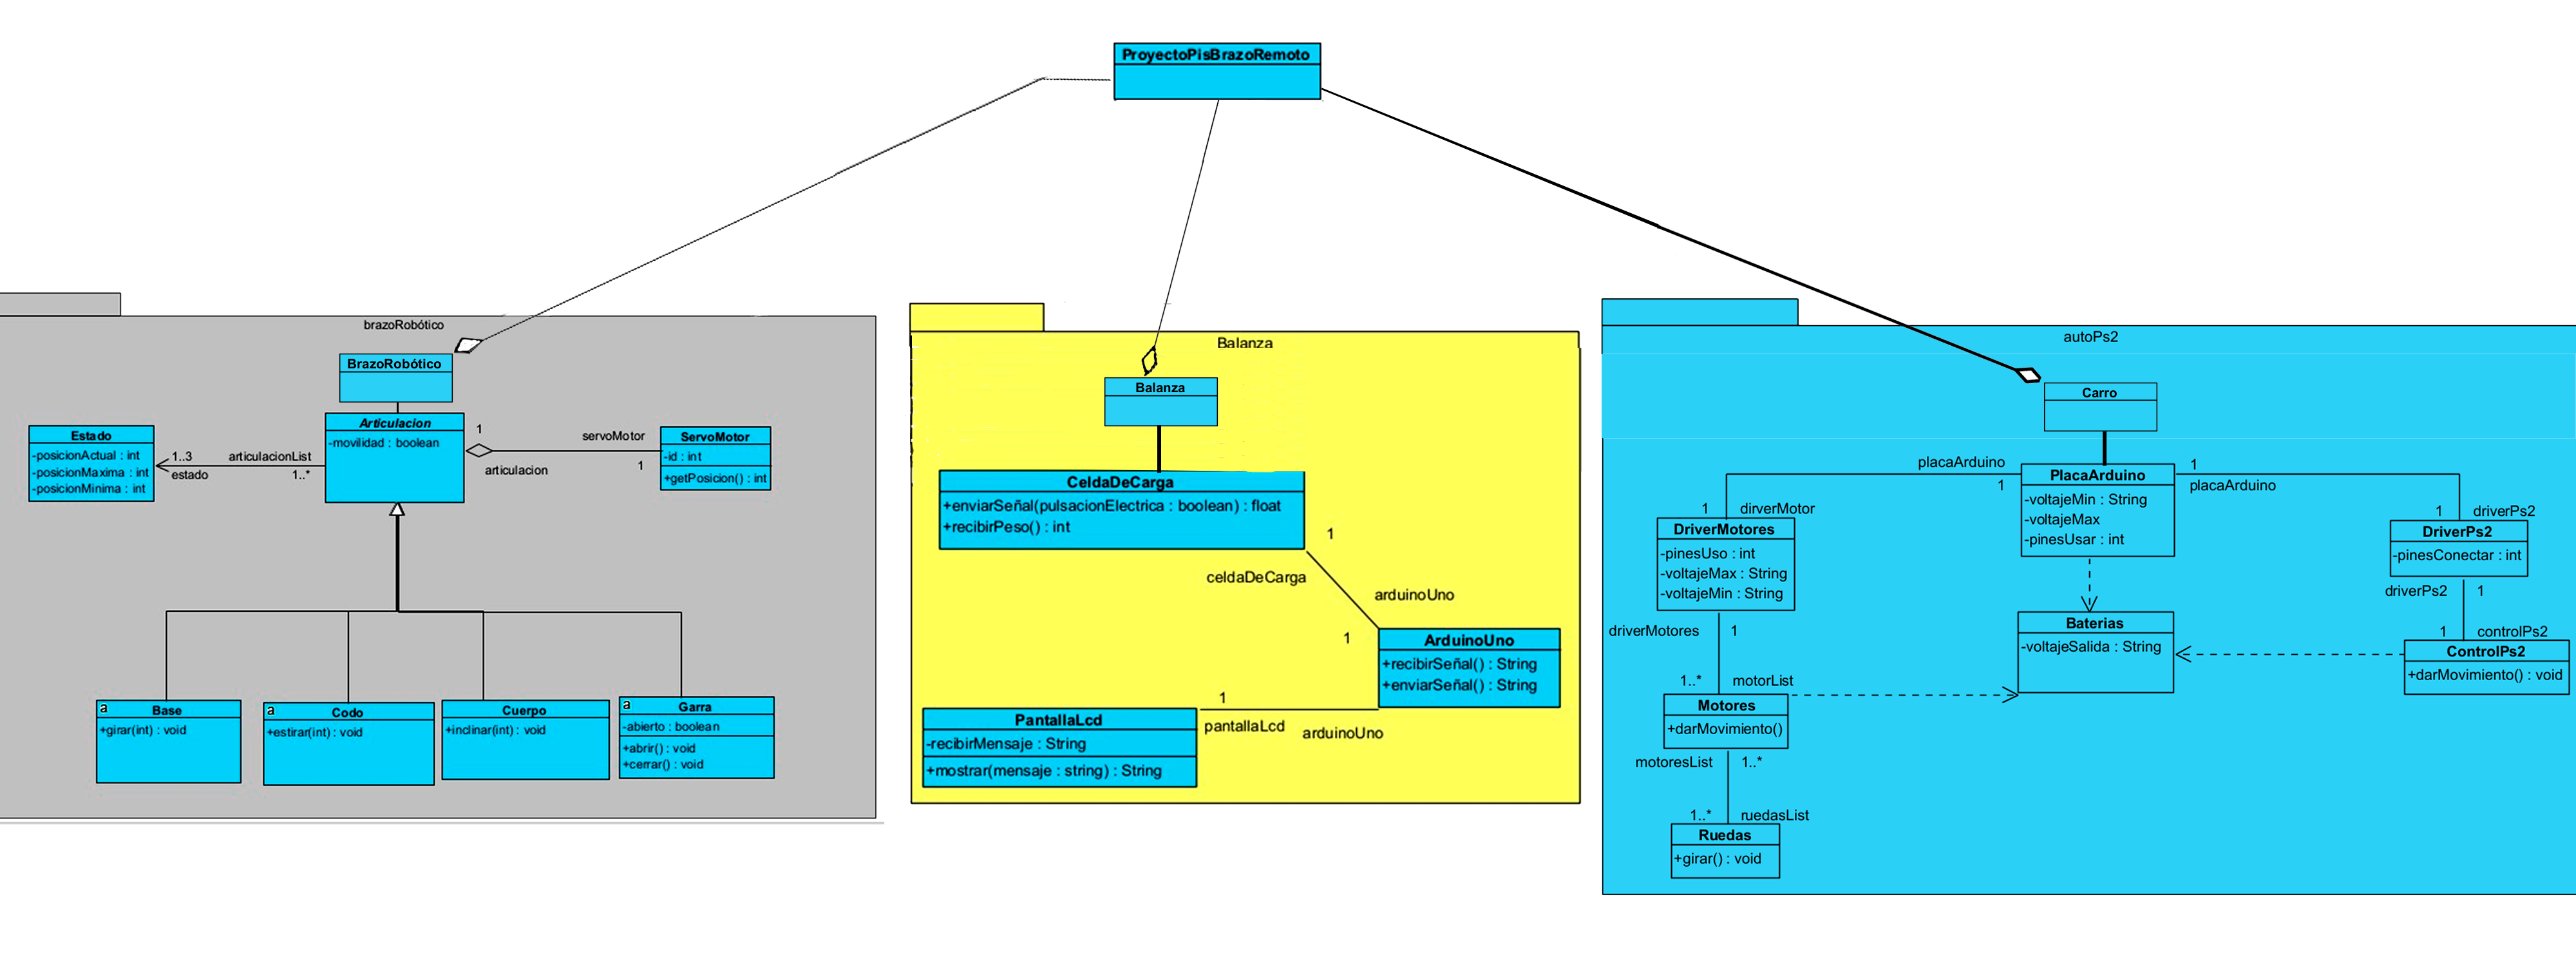 ProyectoPisBrazoRemoto
brazoRobótico
BrazoRobótico
Articulacion
-movilidad : boolean
Estado
-posicionActual : int
-posicionMaxima : int
-posicionMinima : int
1..3
estado
articulacionList
1..*
1
articulacion
servoMotor
1
ServoMotor
-id : int
+getPosicion() : int
a
Base
+girar(int) : void
a
Codo
+estirar(int) : void
Cuerpo
+inclinar(int) : void
a
Garra
-abierto : boolean
+abrir() : void
+cerrar() : void
Balanza
Balanza
CeldaDeCarga
+enviarSeñal(pulsacionElectrica : boolean) : float
+recibirPeso() : int
1
celdaDeCarga
arduinoUno
1
ArduinoUno
+recibirSeñal() : String
+enviarSeñal() : String
1
pantallaLcd
arduinoUno
PantallaLcd
-recibirMensaje : String
+mostrar(mensaje : string) : String
autoPs2
Carro
placaArduino
1
PlacaArduino
-voltajeMin : String
-voltajeMax
-pinesUsar : int
1
placaArduino
1
dirverMotor
DriverMotores
-pinesUso : int
-voltajeMax : String
-voltajeMin : String
1
driverPs2
DriverPs2
-pinesConectar : int
driverPs2
1
1
controlPs2
ControlPs2
+darMovimiento() : void
Baterias
-voltajeSalida : String
driverMotores
1
1..*
motorList
Motores
+darMovimiento()
motoresList
1..*
1..*
ruedasList
Ruedas
+girar() : void